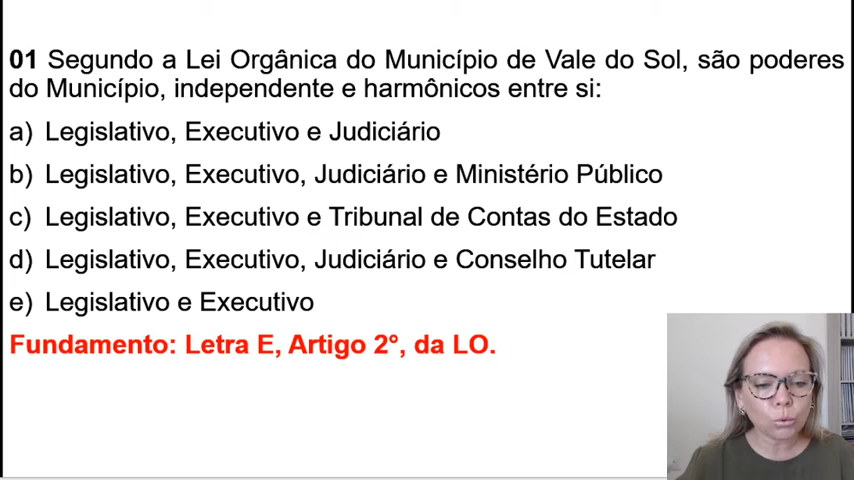 01 Segundo a Lei Orgânica do Município de Vale do Sol, são poderes
do Município, independente e harmônicos entre si:
a) Legislativo, Executivo e Judiciário
b) Legislativo, Executivo, Judiciário e Ministério Público
c) Legislativo, Executivo e Tribunal de Contas do Estado
d) Legislativo, Executivo, Judiciário e Conselho Tutelar
e) Legislativo e Executivo
Fundamento: Letra E, Artigo 2°, da LO.